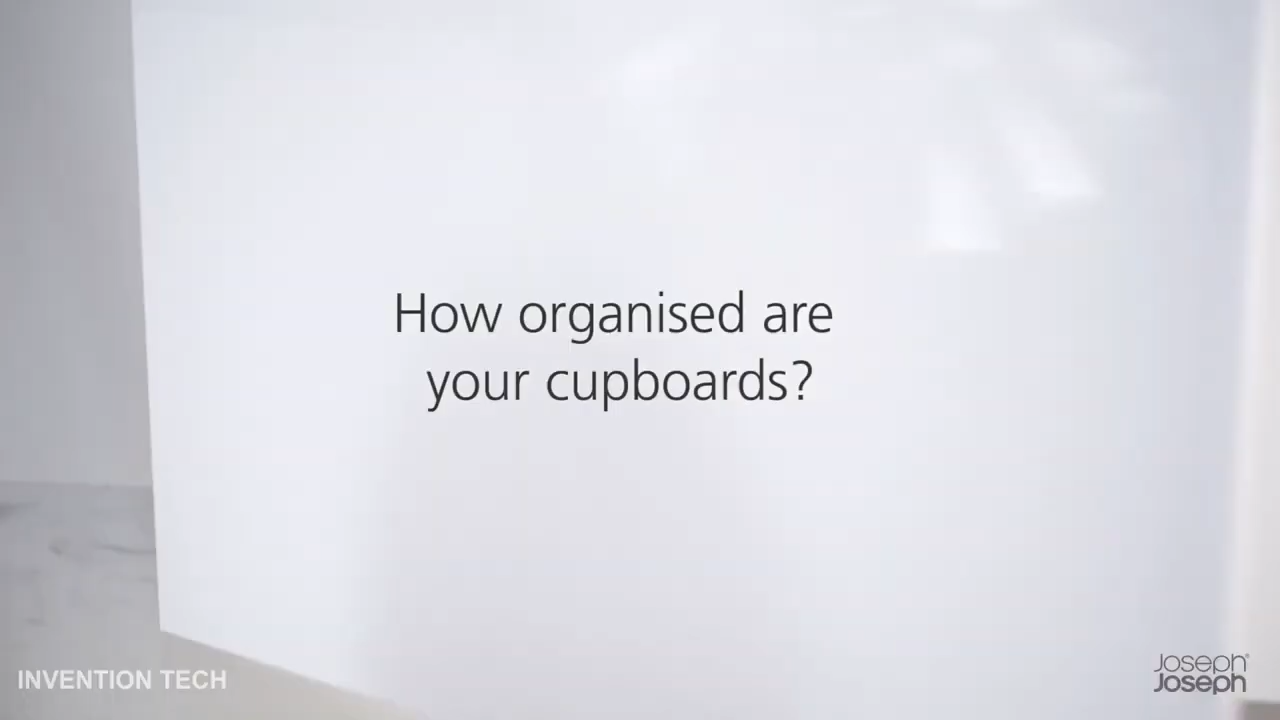 How organised are
your cupboards?
INVENTION TECH
Joseph®
Joseph